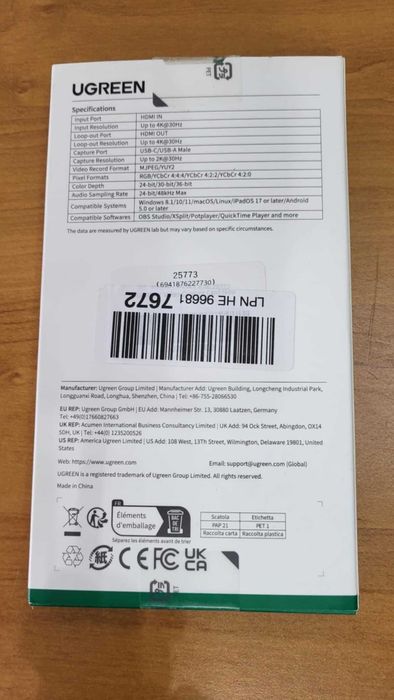 UGREEN
Specifications
Input Port HDMI IN
Input Resolution Up to 4K@30Hz
Loop-out Port HDMI OUT
Loop-out Resolution Up to 4K@30Hz
Capture Port USB-C/USB-A Male
Capture Resolution Up to 2K@30Hz
Video Record Format MJPEG/YUY2
Pixel Formats RGB/YCbCr 4:4:4/YCbCr 4:2:2/YCbCr 4:2:0
Color Depth 24-bit/30-bit/36-bit
Audio Sampling Rate 24-bit/48kHz Max
Compatible Systems Windows 8.1/10/11/macOS/Linux/iPadOS 17 or later/Android
5.0 or later
Compatible Softwares OBS Studio/XSplit/Potplayer/QuickTime Player and more
The data are measured by UGREEN lab but may vary based on specific circumstances.
25773
(6941876227730)
LPN HE 96681 7672
Manufacturer: Ugreen Group Limited | Manufacturer Add: Ugreen Building, Longcheng Industrial Park,
Longguanxi Road, Longhua, Shenzhen, China | Tel: +86-755-28066530
EU REP: Ugreen Group GmbH | EU Add: Mannheimer Str. 13, 30880 Laatzen, Germany
Tel: +49(0)17660827663
UK REP: Acumen International Business Consultancy Limited | UK Add: 94 Ock Street, Abingdon, OX14
5DH, UK | Tel: +44(0) 1235200526
US REP: America Ugreen Limited | US Add: 108 West, 13Th Street, Wilmington, Delaware 19801, United
States
Web: https://www.ugreen.com Email: support@ugreen.com (Global)
UGREEN is a registered trademark of Ugreen Group Limited. All rights reserved.
Made in China
FR
Éléments
d'emballage
BAC
DE
TRI
Séparez les éléments avant de trier
Scatola Etichetta
PAP 21 PET 1
Raccolta carta Raccolta plastica
紙 CE FC UK
CA